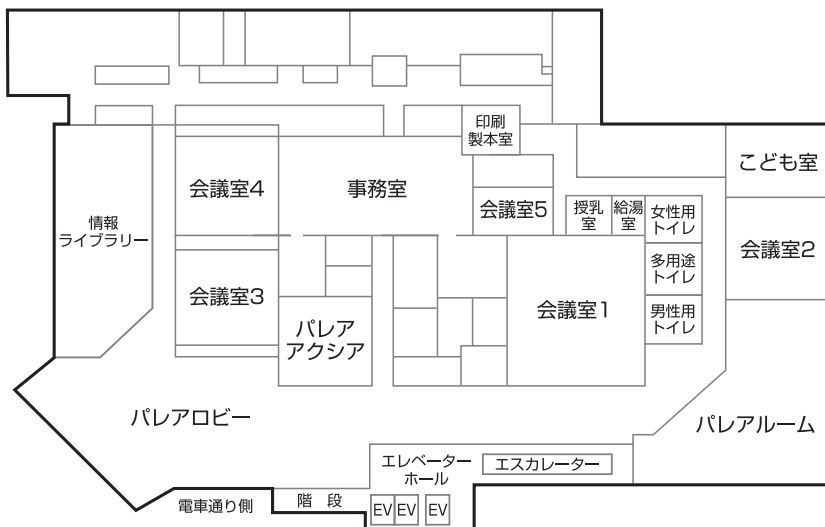 印刷
製本室
こども室
会議室4
事務室
情報
ライブラリー
会議室5
授乳
室
給湯
室
女性用
トイレ
会議室2
多用途
トイレ
会議室3
会議室1
男性用
トイレ
パレア
アクシア
パレアロビー
パレアルーム
エレベーター
ホール
エスカレーター
電車通り側
階 段
EV
EV
EV